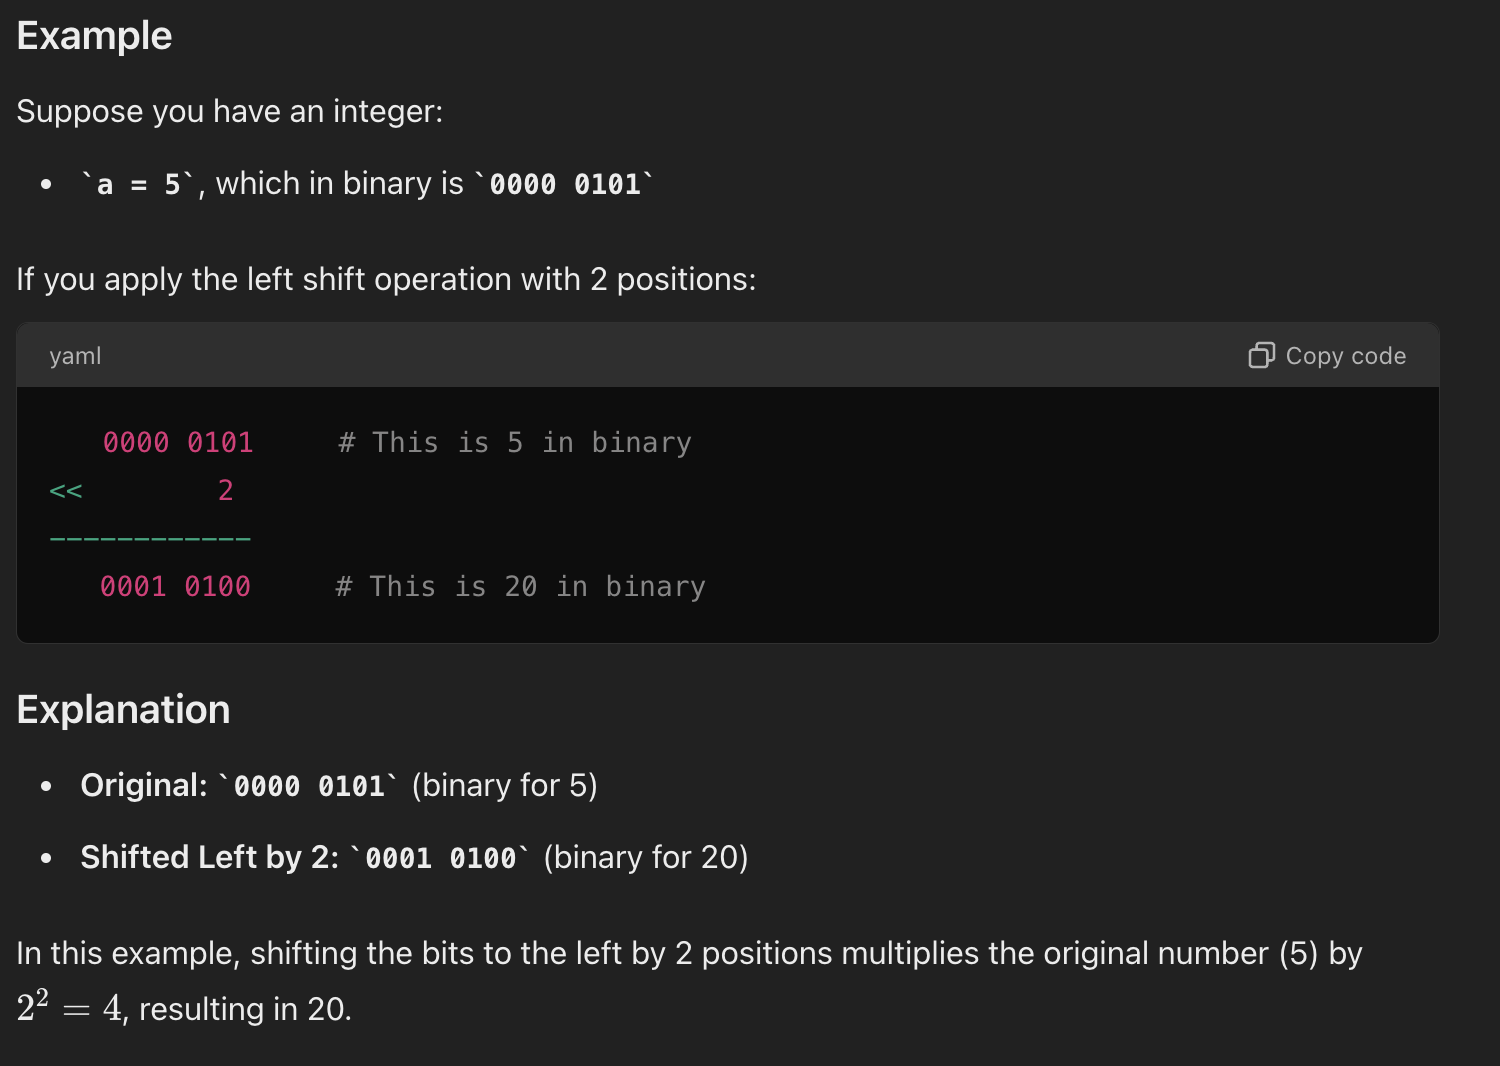 Example
Suppose you have an integer:
• `a = 5`, which in binary is `0000 0101`
If you apply the left shift operation with 2 positions:
yaml Copy code
0000 0101 # This is 5 in binary
<< 2
------------
0001 0100 # This is 20 in binary
Explanation
• Original: `0000 0101` (binary for 5)
• Shifted Left by 2: `0001 0100` (binary for 20)
In this example, shifting the bits to the left by 2 positions multiplies the original number (5) by
2² = 4, resulting in 20.